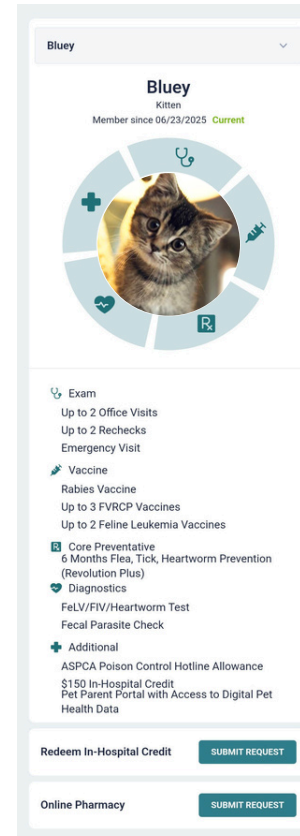 Bluey
Bluey
Kitten
Member since 06/23/2025 Current
Rx
Exam
Up to 2 Office Visits
Up to 2 Rechecks
Emergency Visit
Vaccine
Rabies Vaccine
Up to 3 FVRCP Vaccines
Up to 2 Feline Leukemia Vaccines
Rx Core Preventative
6 Months Flea, Tick, Heartworm Prevention
(Revolution Plus)
Diagnostics
FeLV/FIV/Heartworm Test
Fecal Parasite Check
Additional
ASPCA Poison Control Hotline Allowance
$150 In-Hospital Credit
Pet Parent Portal with Access to Digital Pet
Health Data
Redeem In-Hospital Credit SUBMIT REQUEST
Online Pharmacy SUBMIT REQUEST